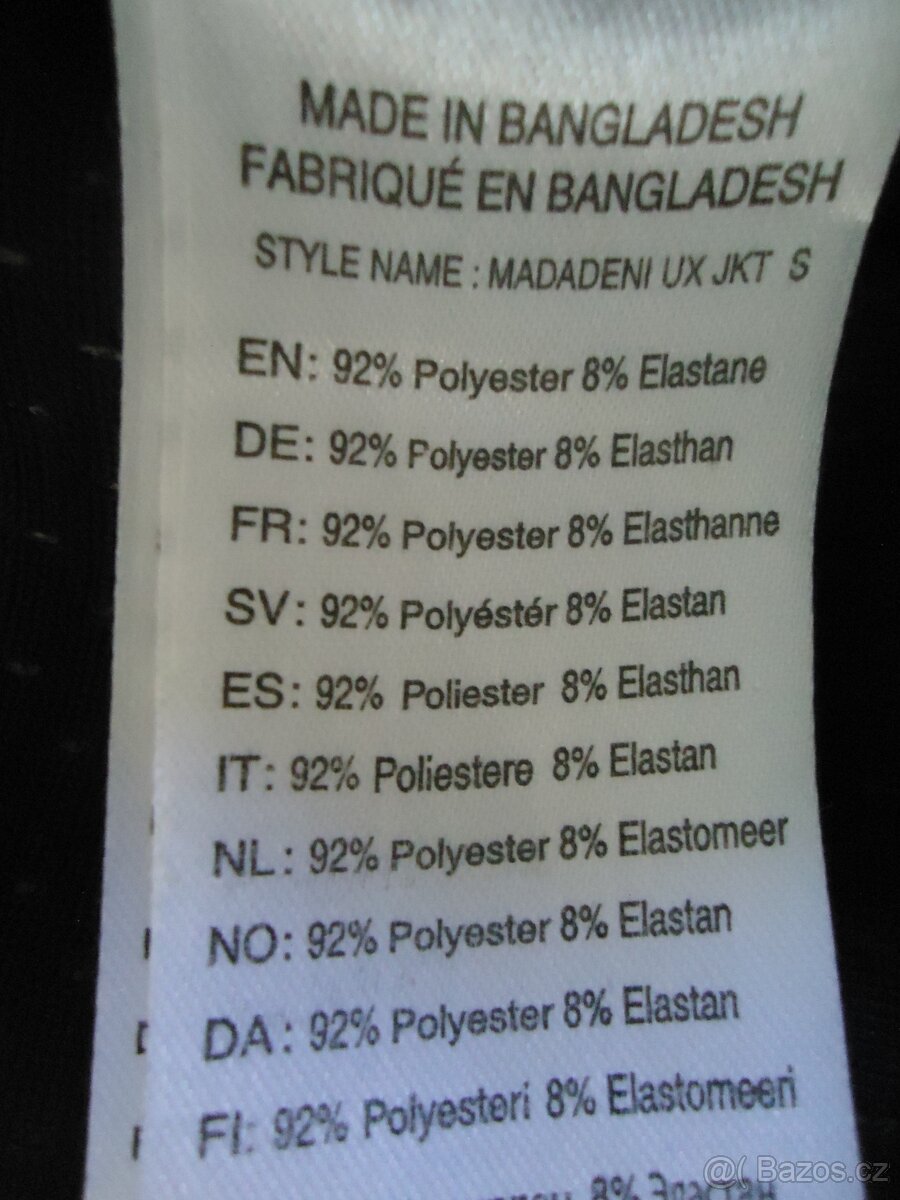 MADE IN BANGLADESH
FABRIQUÉ EN BANGLADESH
STYLE NAME : MADADENI UX JKT S
EN: 92% Polyester 8% Elastane
DE: 92% Polyester 8% Elasthan
FR: 92% Polyester 8% Elasthanne
SV: 92% Polyéstér 8% Elastan
ES: 92% Poliester 8% Elasthan
IT: 92% Poliestere 8% Elastan
NL: 92% Polyester 8% Elastomeer
NO: 92% Polyester 8% Elastan
DA: 92% Polyester 8% Elastan
FI: 92% Polyesteri 8% Elastomeeri
8%
@( Bazos.cz